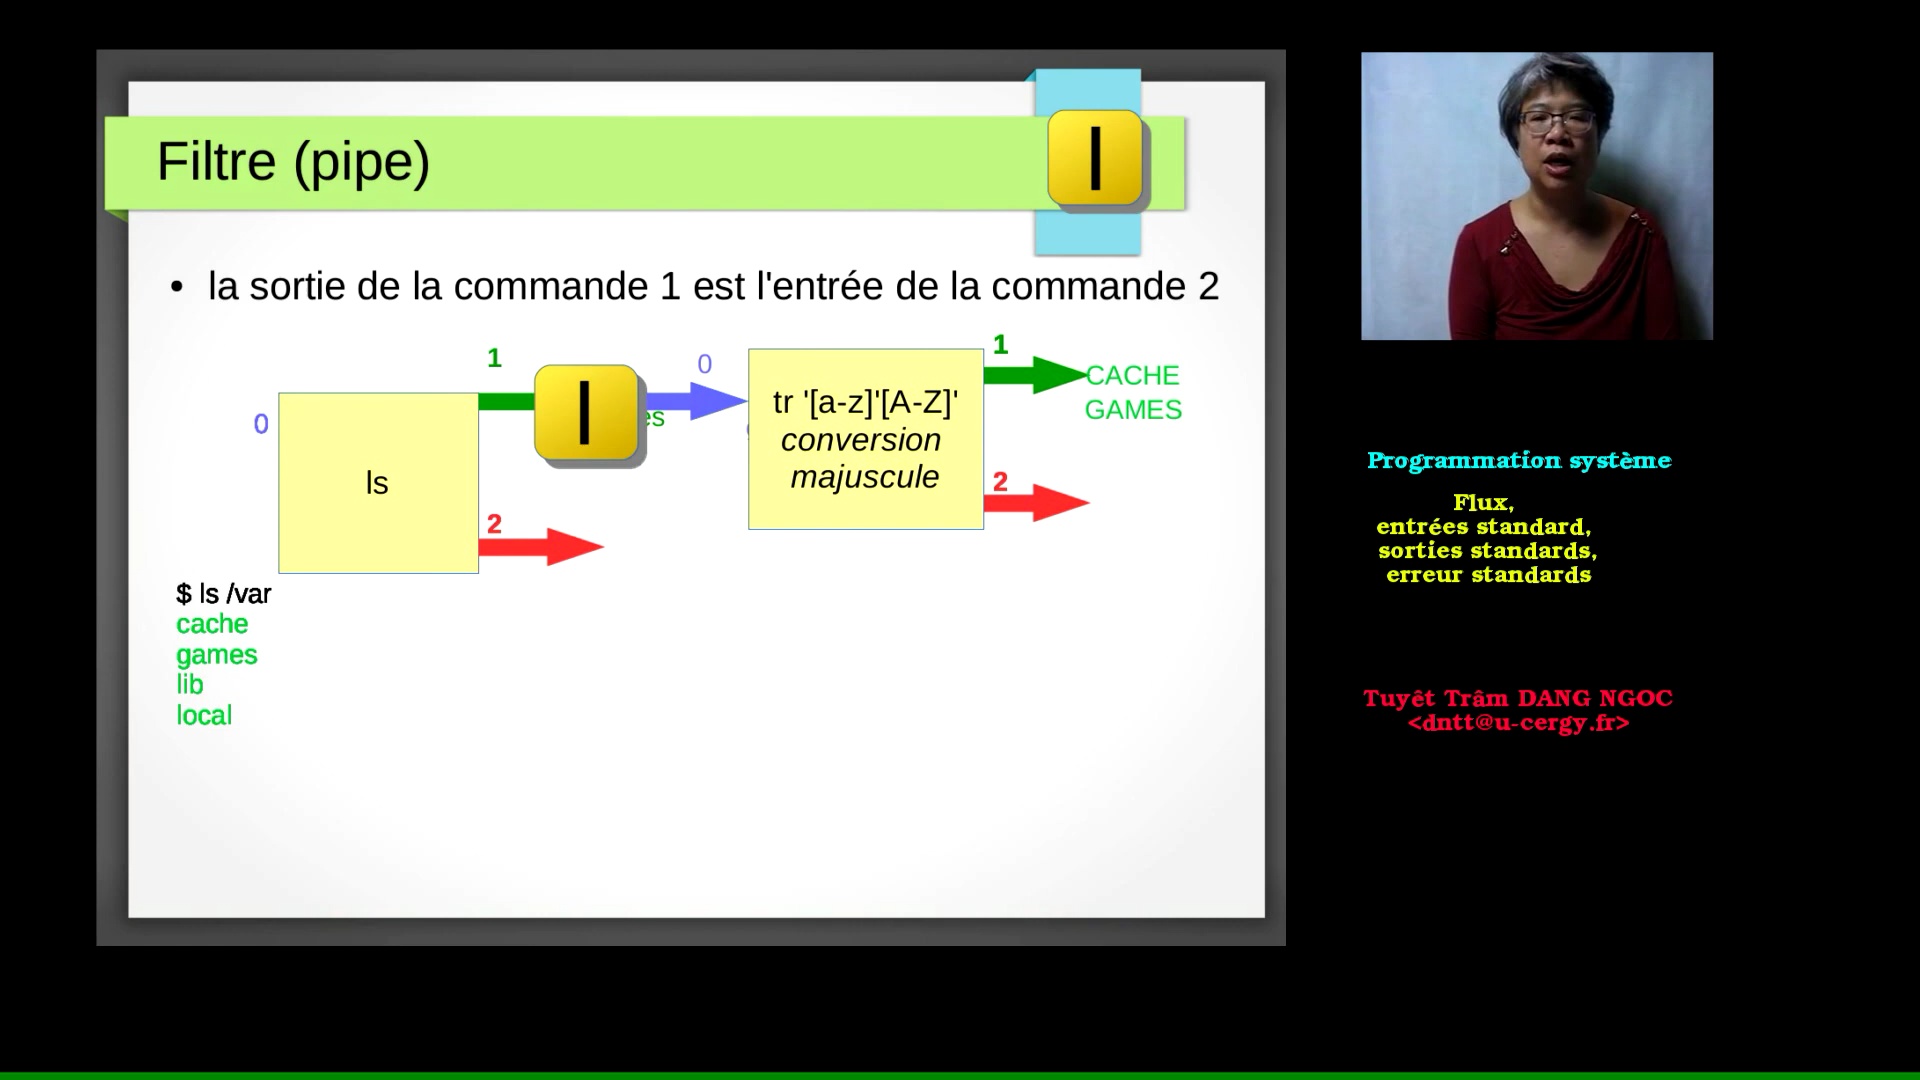 Filtre (pipe)
|
• la sortie de la commande 1 est l'entrée de la commande 2
1
0
1
CACHE
GAMES
0
|
es
tr '[a-z]'[A-Z]'
conversion
majuscule
ls
2
2
$ ls /var
cache
games
lib
local
Programmation système
Flux,
entrées standard,
sorties standards,
erreur standards
Tuyêt Trâm DANG NGOC
<dntt@u-cergy.fr>